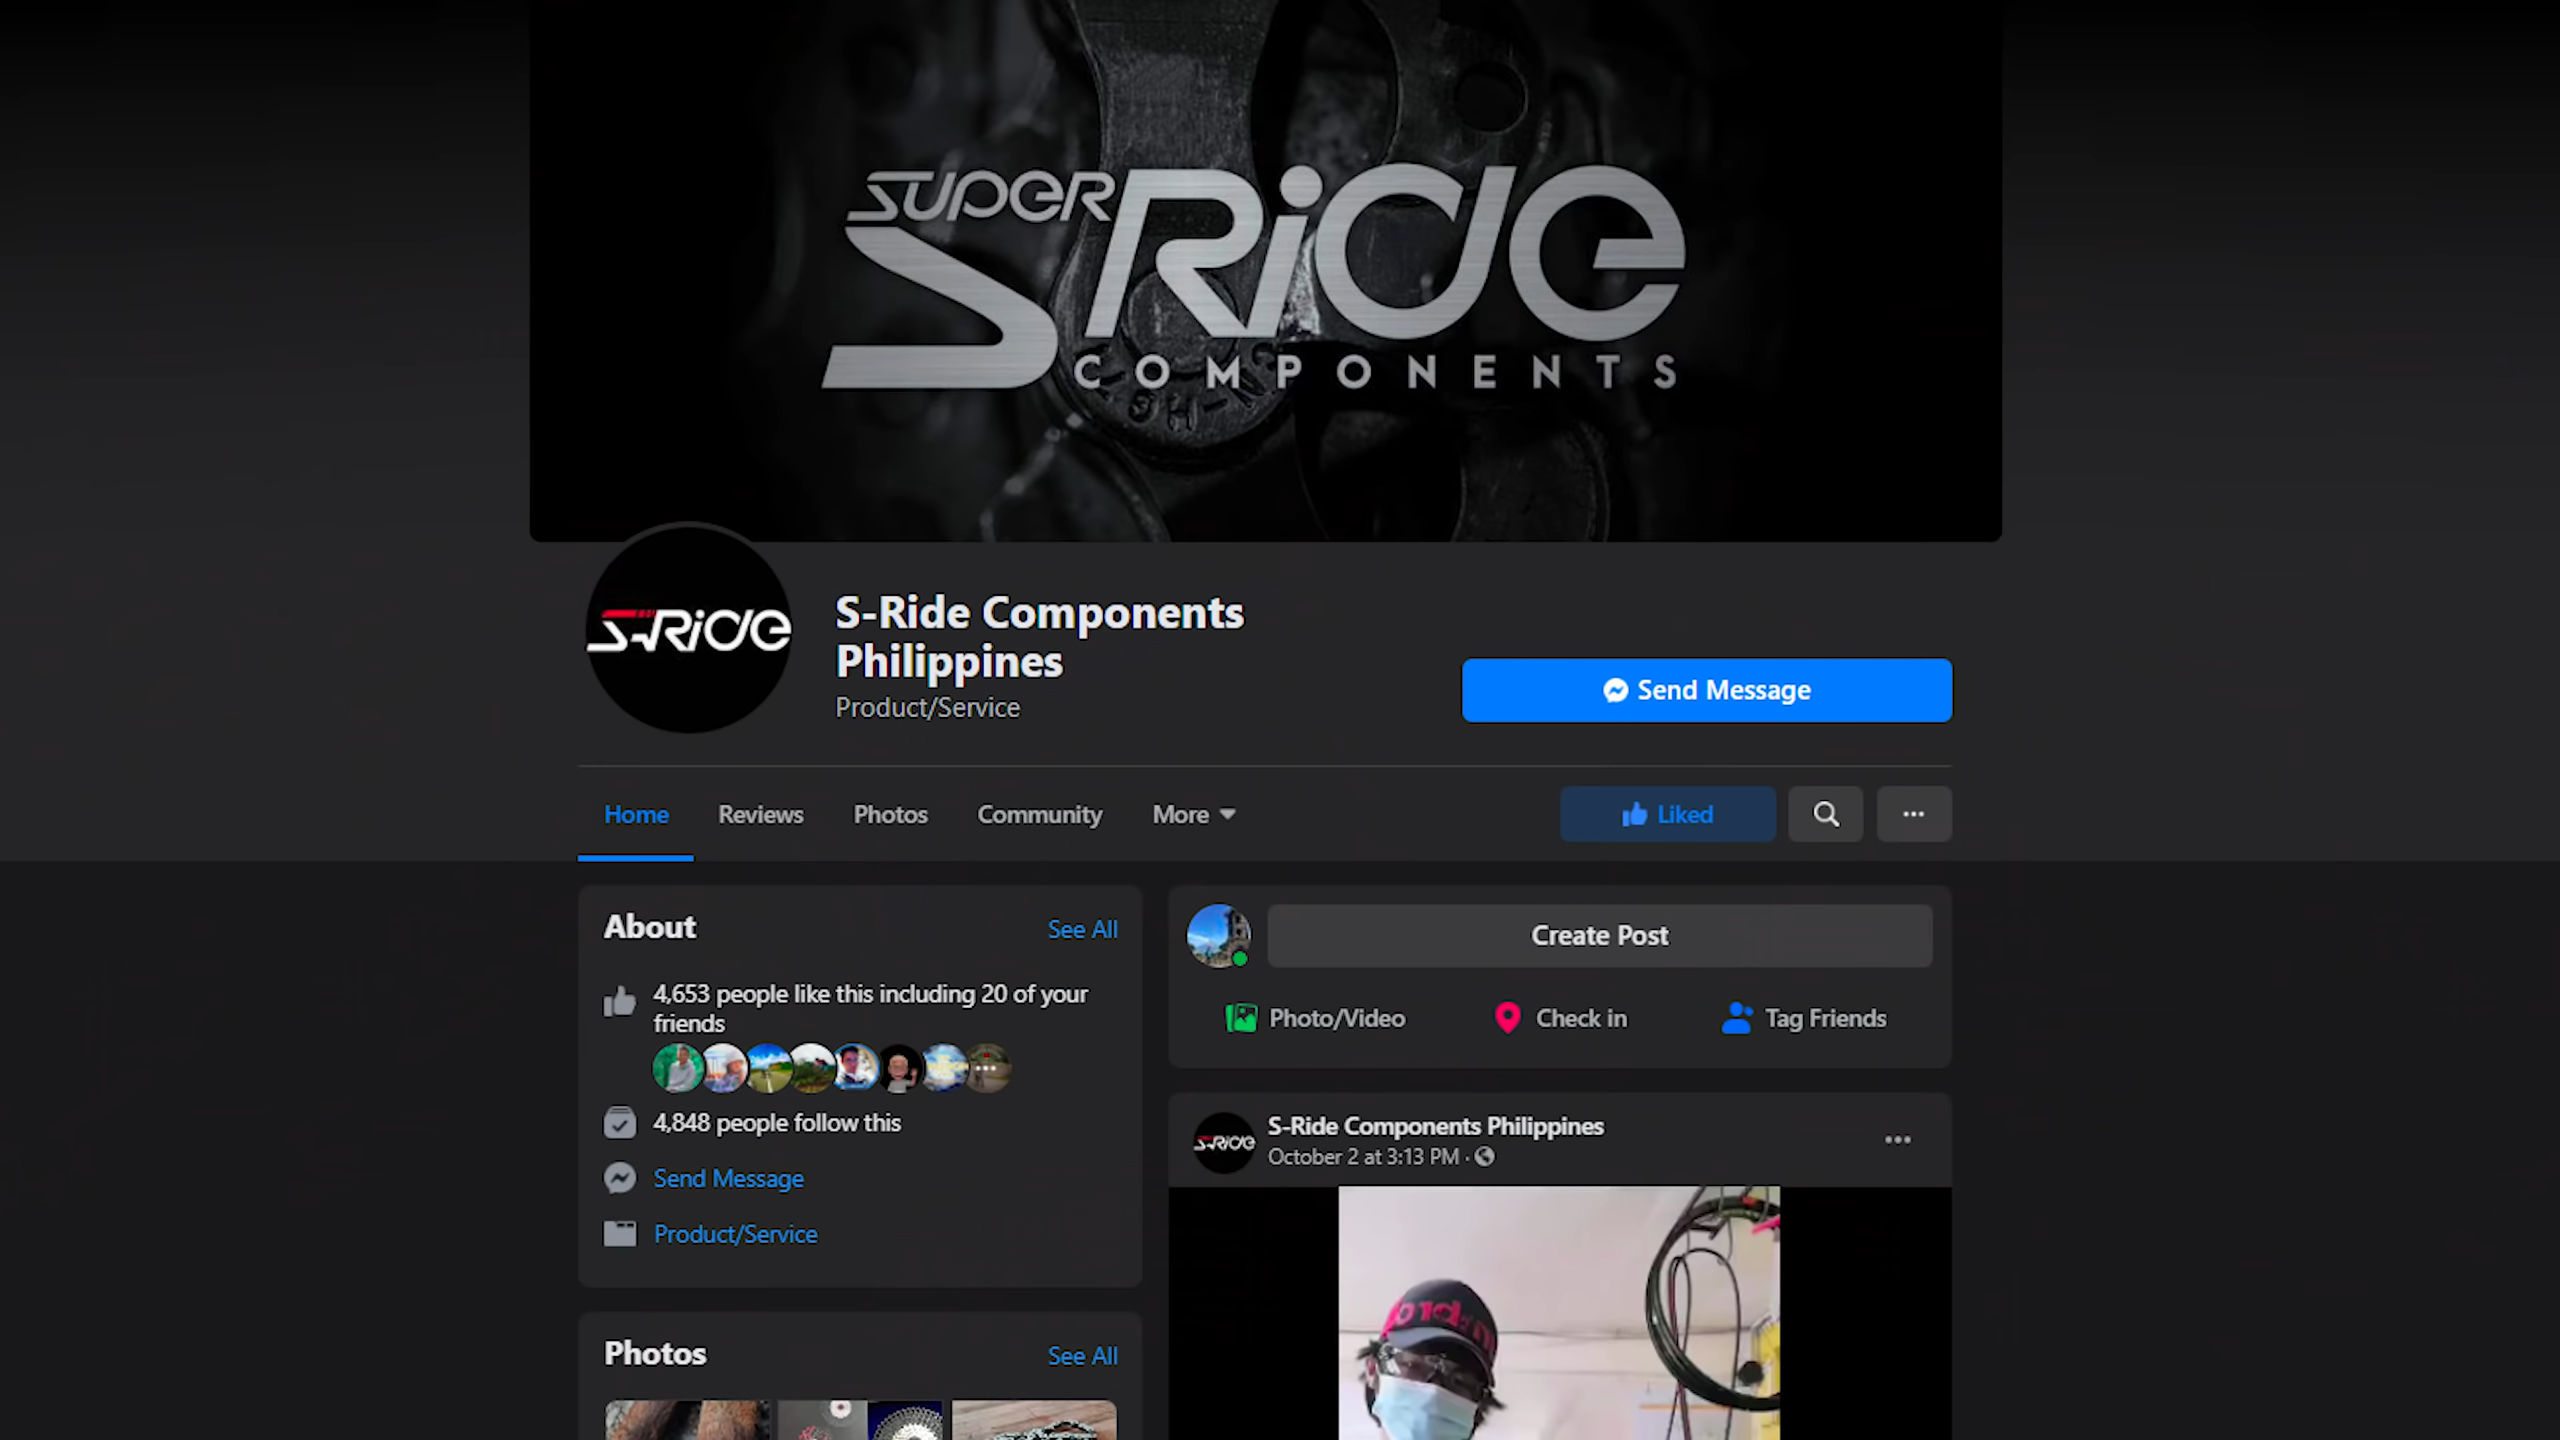 SUPER
S RiDe
COMPONENTS
S-RiDe
S-Ride Components
Philippines
Product/Service
Send Message
Home
Reviews
Photos
Community
More
Liked
About
See All
4,653 people like this including 20 of your
friends
4,848 people follow this
Send Message
Product/Service
Photos
See All
Create Post
Photo/Video
Check in
Tag Friends
S-RiDe
S-Ride Components Philippines
October 2 at 3:13 PM ·